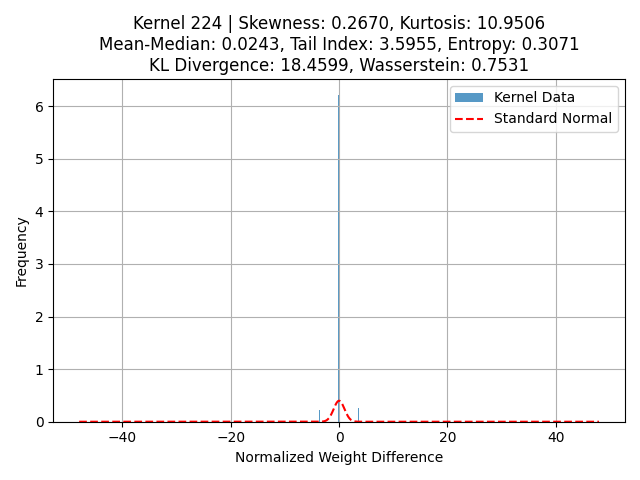 Kernel 224 | Skewness: 0.2670, Kurtosis: 10.9506
Mean-Median: 0.0243, Tail Index: 3.5955, Entropy: 0.3071
KL Divergence: 18.4599, Wasserstein: 0.7531
Kernel Data
Standard Normal
Frequency
6
5
4
3
2
1
0
−40
−20
0
20
40
Normalized Weight Difference